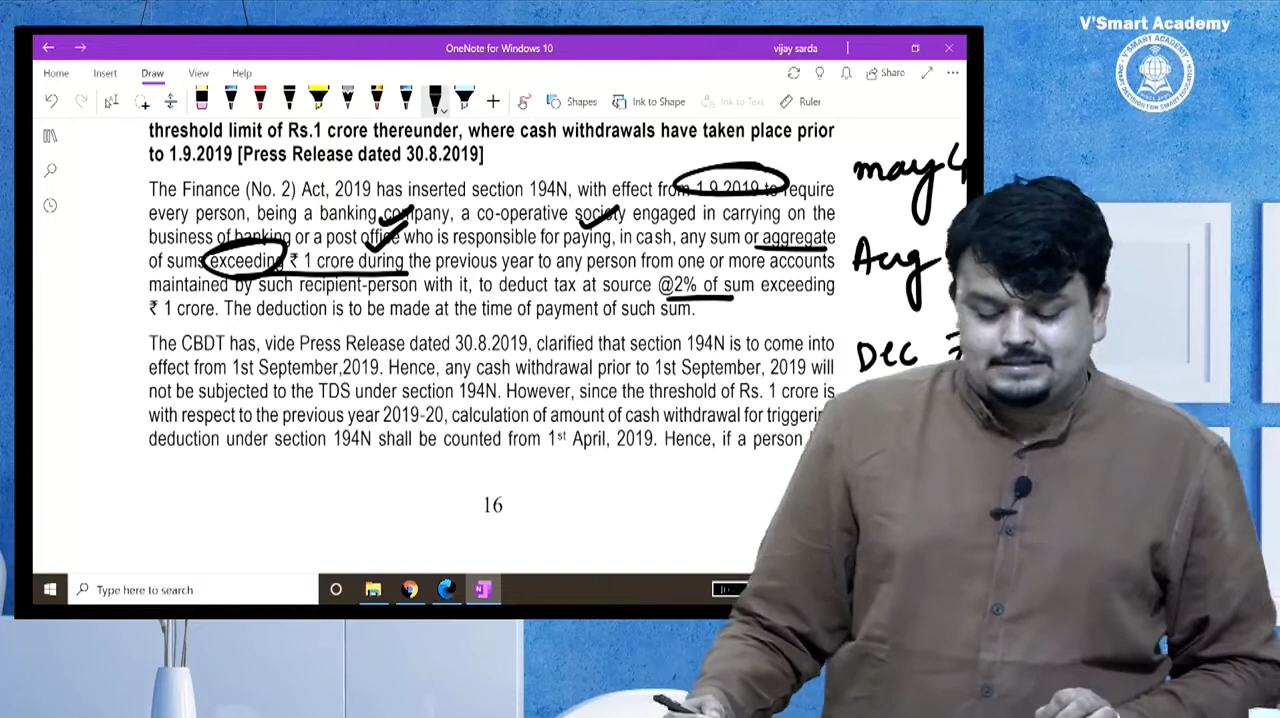 V'Smart Academy
OneNote for Windows 10
vijay sarda
Home Insert Draw View Help
Share
Shapes Ink to Shape Ink to Text Ruler
threshold limit of Rs.1 crore thereunder, where cash withdrawals have taken place prior
to 1.9.2019 [Press Release dated 30.8.2019]
The Finance (No. 2) Act, 2019 has inserted section 194N, with effect from 1.9.2019 to require
every person, being a banking company, a co-operative society engaged in carrying on the
business of banking or a post office who is responsible for paying, in cash, any sum or aggregate
of sums exceeding ₹ 1 crore during the previous year to any person from one or more accounts
maintained by such recipient-person with it, to deduct tax at source @2% of sum exceeding
₹ 1 crore. The deduction is to be made at the time of payment of such sum.
The CBDT has, vide Press Release dated 30.8.2019, clarified that section 194N is to come into
effect from 1st September,2019. Hence, any cash withdrawal prior to 1st September, 2019 will
not be subjected to the TDS under section 194N. However, since the threshold of Rs. 1 crore is
with respect to the previous year 2019-20, calculation of amount of cash withdrawal for triggering
deduction under section 194N shall be counted from 1st April, 2019. Hence, if a person
may
Aug
Dec
16
Type here to search